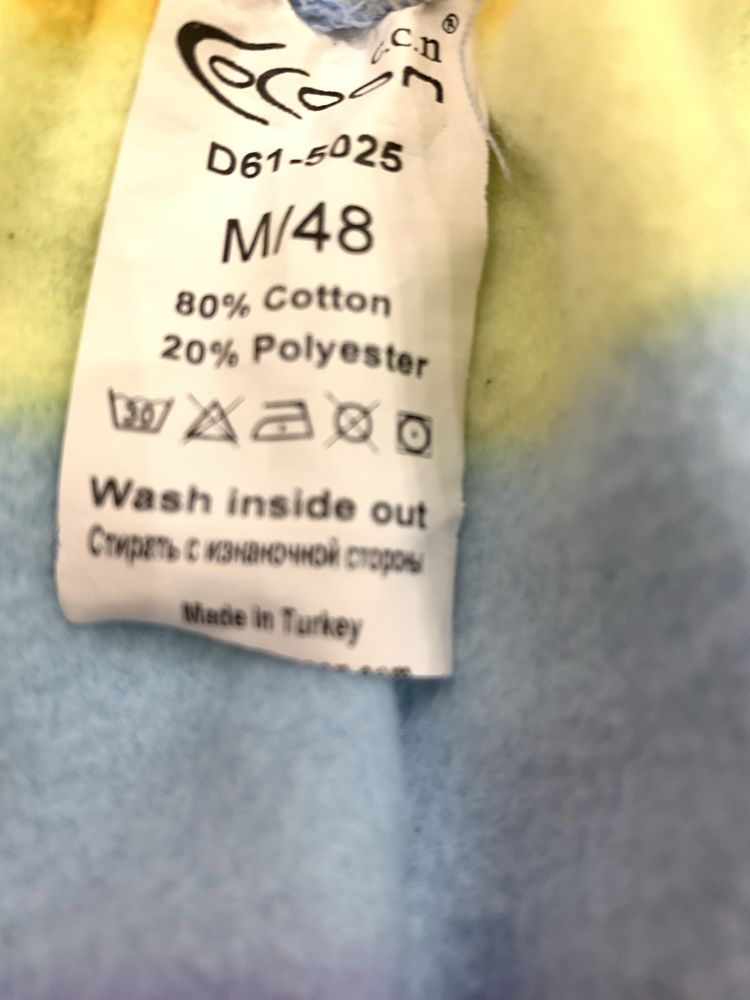 c.c.n®
Cocoon
D61-5025
M/48
80% Cotton
20% Polyester
30
Wash inside out
Стирать с изнаночной стороны
Made in Turkey